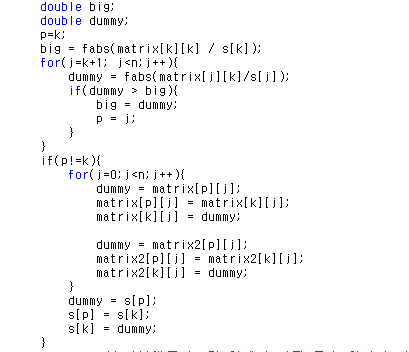 double big;
double dummy;
p=k;
big = fabs(matrix[k][k] / s[k]);
for(j=k+1; j<n;j++){
dummy = fabs(matrix[j][k]/s[j]);
if(dummy > big){
big = dummy;
p = j;
}
}
if(p!=k){
for(j=0;j<n;j++){
dummy = matrix[p][j];
matrix[p][j] = matrix[k][j];
matrix[k][j] = dummy;
dummy = matrix2[p][j];
matrix2[p][j] = matrix2[k][j];
matrix2[k][j] = dummy;
}
dummy = s[p];
s[p] = s[k];
s[k] = dummy;
}